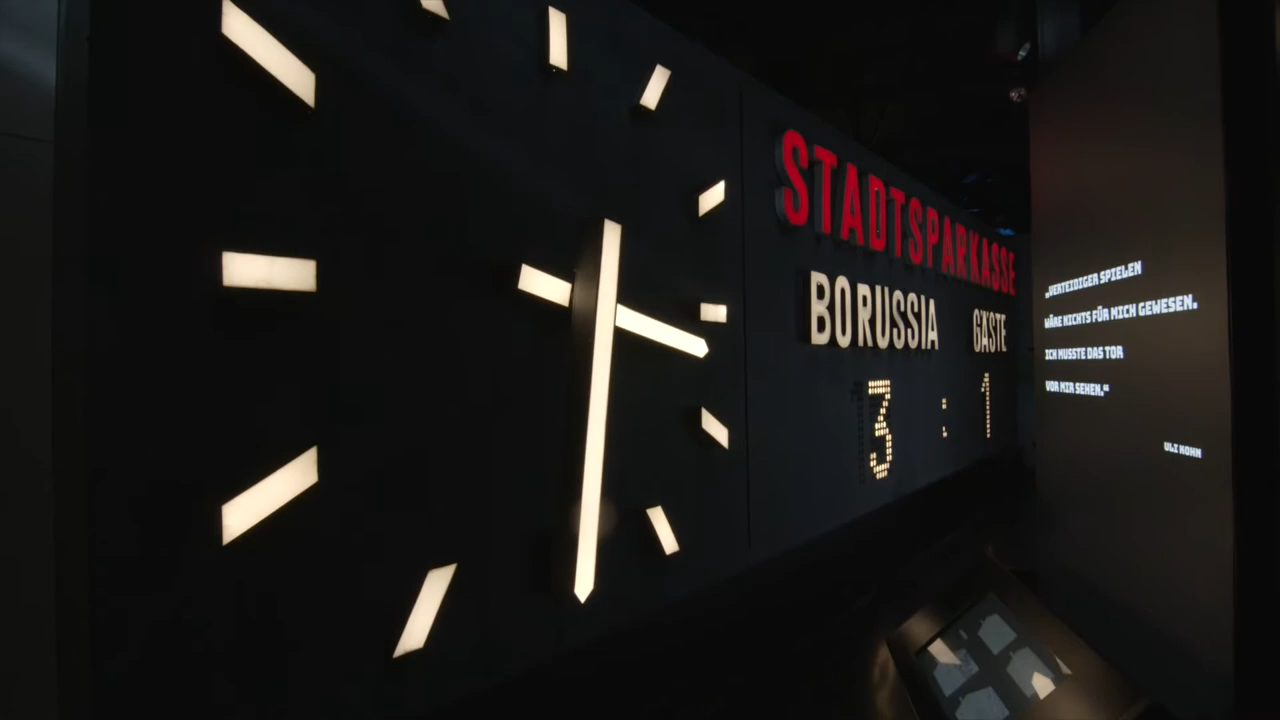 STADTSPARKASSE
BORUSSIA GÄSTE
3 : 1
„VERTEIDIGER SPIELEN
WÄRE NICHTS FÜR MICH GEWESEN.
ICH MUSSTE DAS TOR
VOR MIR SEHEN.“
ULI KOHN